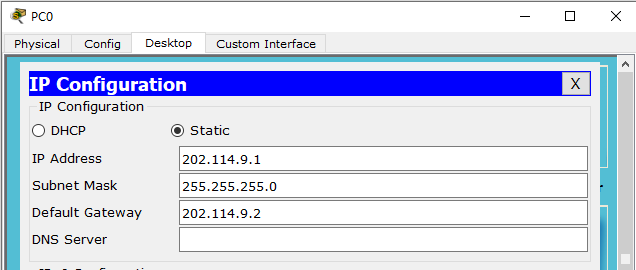 PC0
Physical Config Desktop Custom Interface
IP Configuration X
IP Configuration
DHCP Static
IP Address 202.114.9.1
Subnet Mask 255.255.255.0
Default Gateway 202.114.9.2
DNS Server